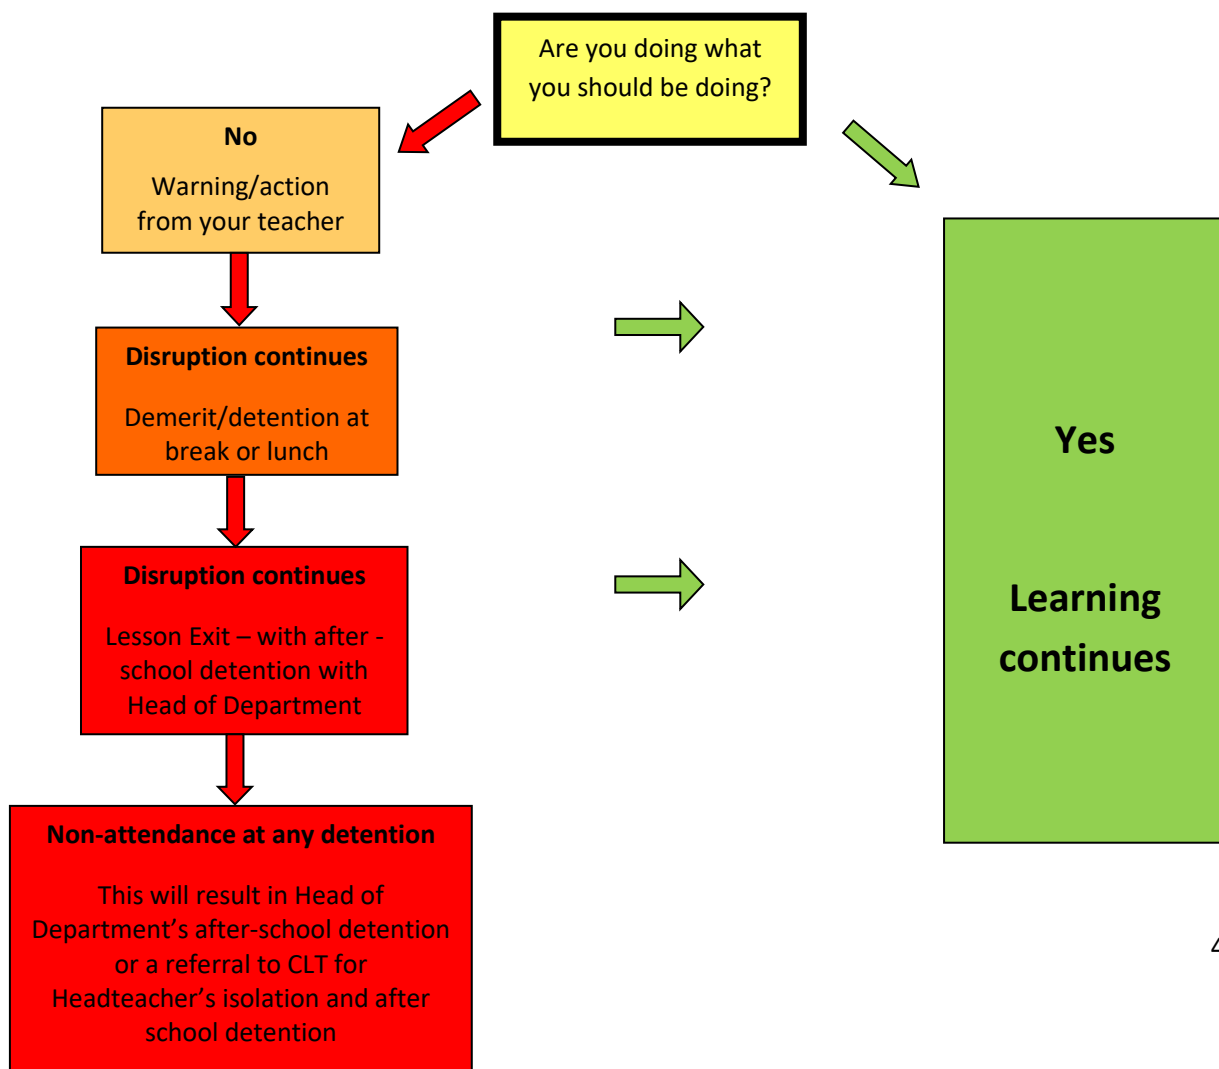 Are you doing what
you should be doing?
No
Warning/action
from your teacher
Disruption continues
Demerit/detention at
break or lunch
Disruption continues
Lesson Exit – with after -
school detention with
Head of Department
Non-attendance at any detention
This will result in Head of
Department’s after-school detention
or a referral to CLT for
Headteacher’s isolation and after
school detention
Yes
Learning
continues